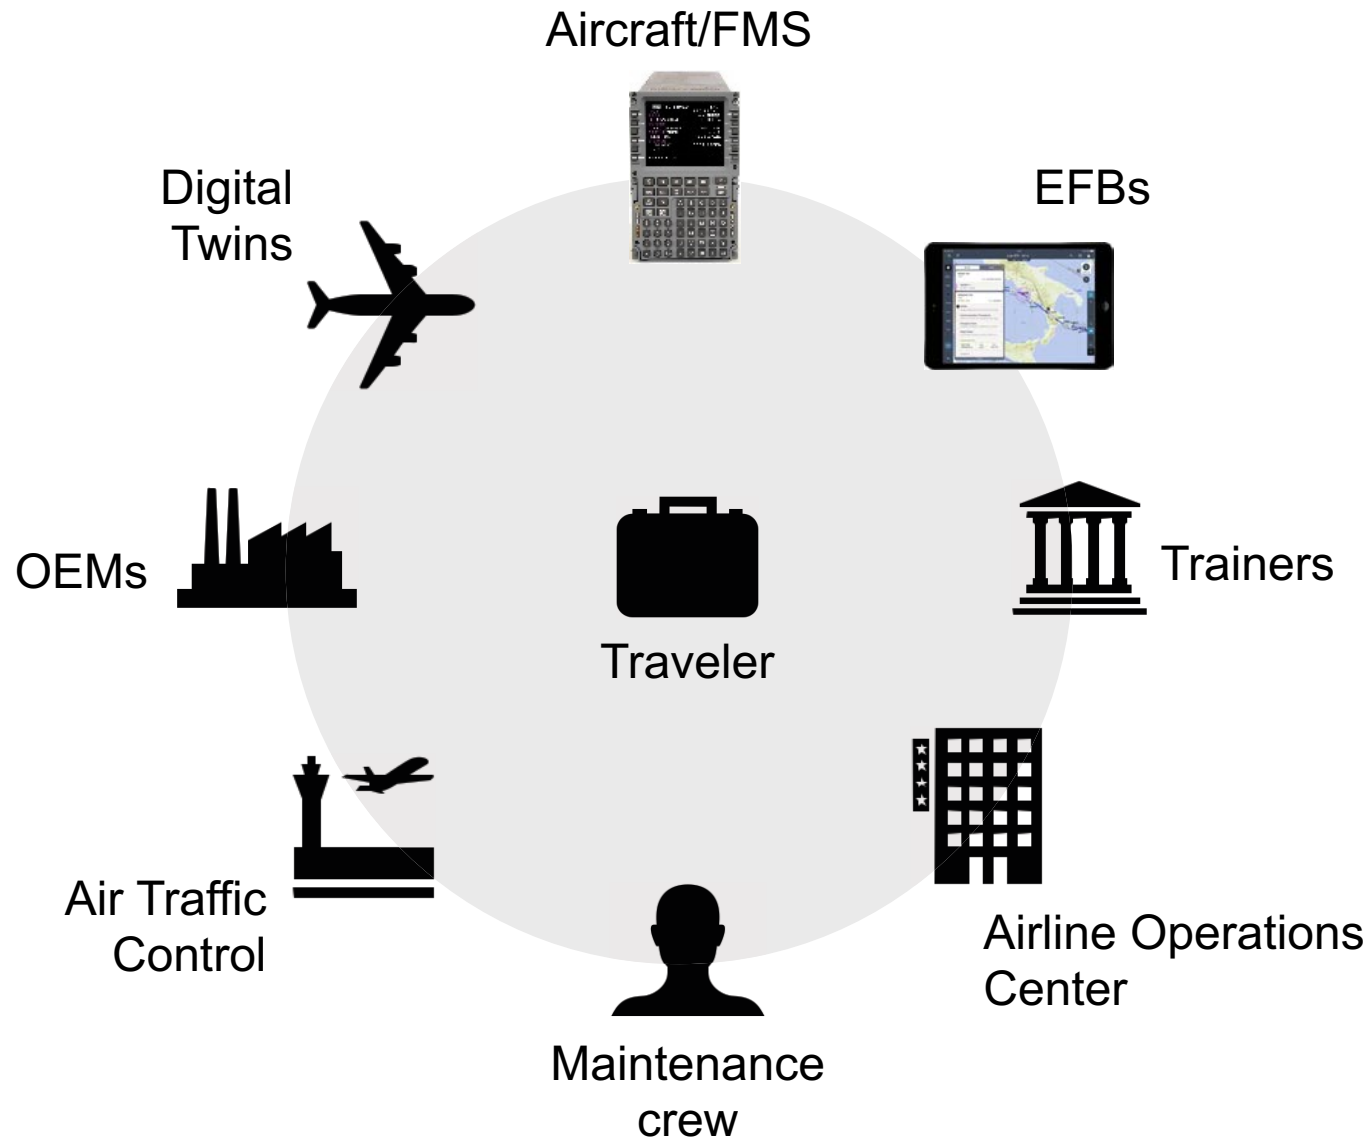 Aircraft/FMS
Digital
Twins
EFBs
OEMs
Trainers
Traveler
Air Traffic
Control
Airline Operations
Center
Maintenance
crew